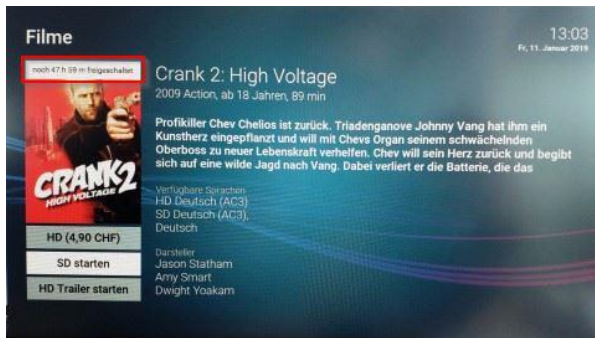 Filme
13:03
Fr, 11. Januar 2019
noch 47 h 59 m freigeschaltet
Crank 2: High Voltage
2009 Action, ab 18 Jahren, 89 min
Profikiller Chev Chelios ist zurück. Triadenganove Johnny Vang hat ihm ein
Kunstherz eingepflanzt und will mit Chevs Organ seinem schwächelnden
Oberboss zu neuer Lebenskraft verhelfen. Chev will sein Herz zurück und begibt
sich auf eine wilde Jagd nach Vang. Dabei verliert er die Batterie, die das
CRANK2
HIGH VOLTAGE
Verfügbare Sprachen
HD Deutsch (AC3)
SD Deutsch (AC3),
Deutsch
HD (4,90 CHF)
SD starten
HD Trailer starten
Darsteller
Jason Statham
Amy Smart
Dwight Yoakam